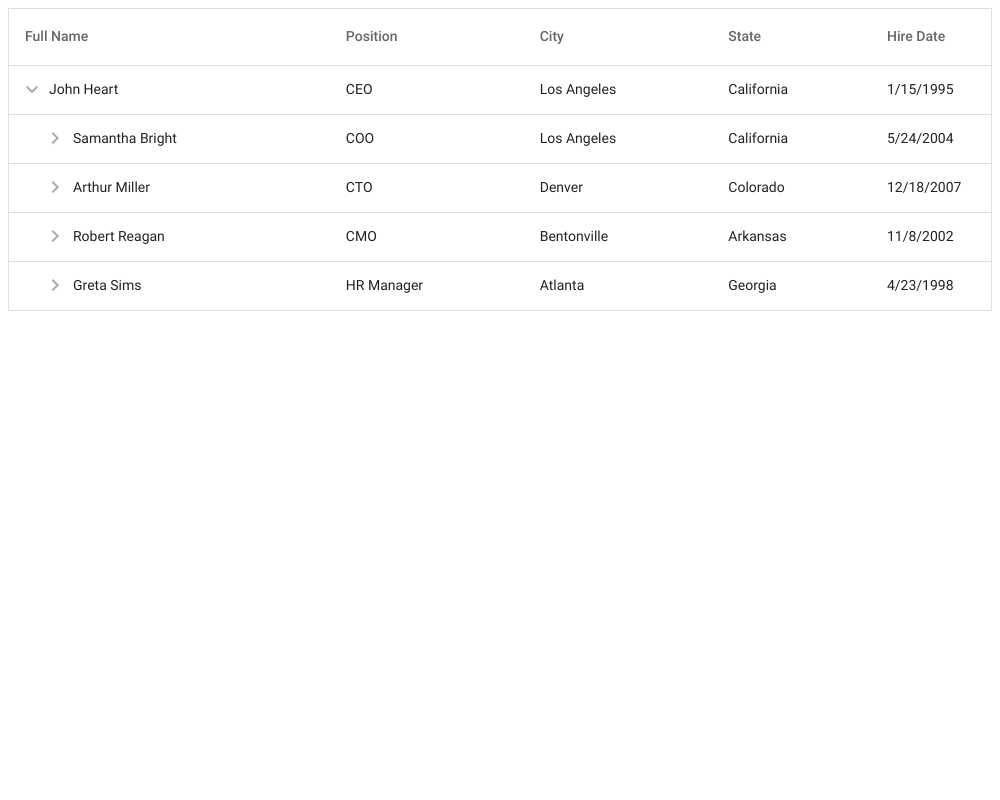 Full Name Position City State Hire Date
John Heart CEO Los Angeles California 1/15/1995
Samantha Bright COO Los Angeles California 5/24/2004
Arthur Miller CTO Denver Colorado 12/18/2007
Robert Reagan CMO Bentonville Arkansas 11/8/2002
Greta Sims HR Manager Atlanta Georgia 4/23/1998